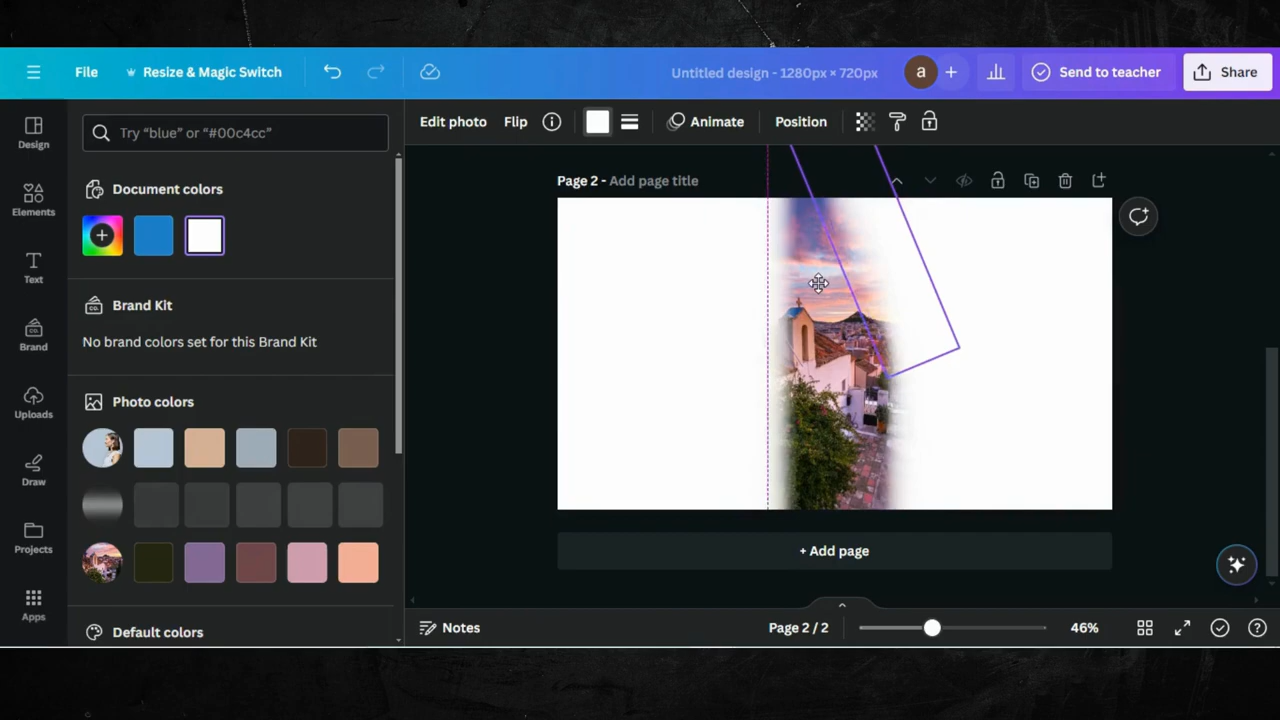 File
Resize & Magic Switch
Untitled design - 1280px × 720px
a
Send to teacher
Share
Design
Elements
Text
Brand
Uploads
Draw
Projects
Apps
Try “blue” or “#00c4cc”
Document colors
Brand Kit
No brand colors set for this Brand Kit
Photo colors
Default colors
Edit photo
Flip
Animate
Position
Page 2 - Add page title
+ Add page
Notes
Page 2 / 2
46%